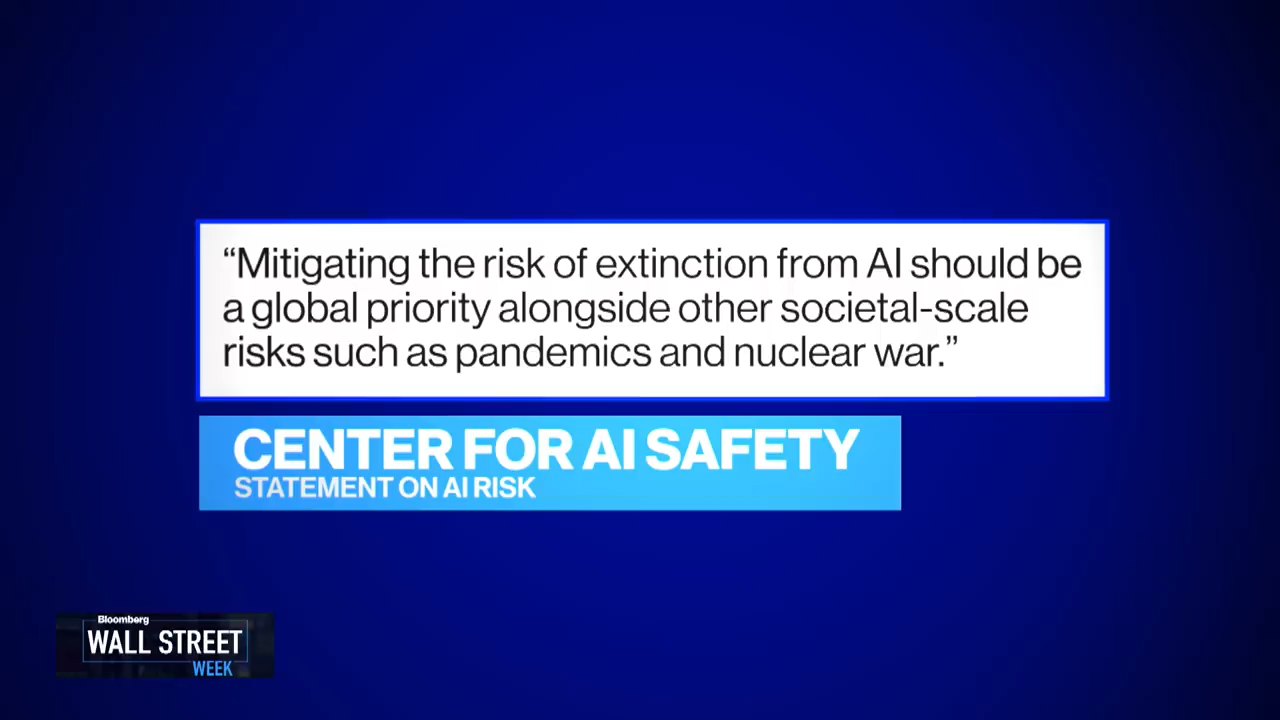 “Mitigating the risk of extinction from AI should be
a global priority alongside other societal-scale
risks such as pandemics and nuclear war.”
CENTER FOR AI SAFETY
STATEMENT ON AI RISK
Bloomberg
WALL STREET
WEEK